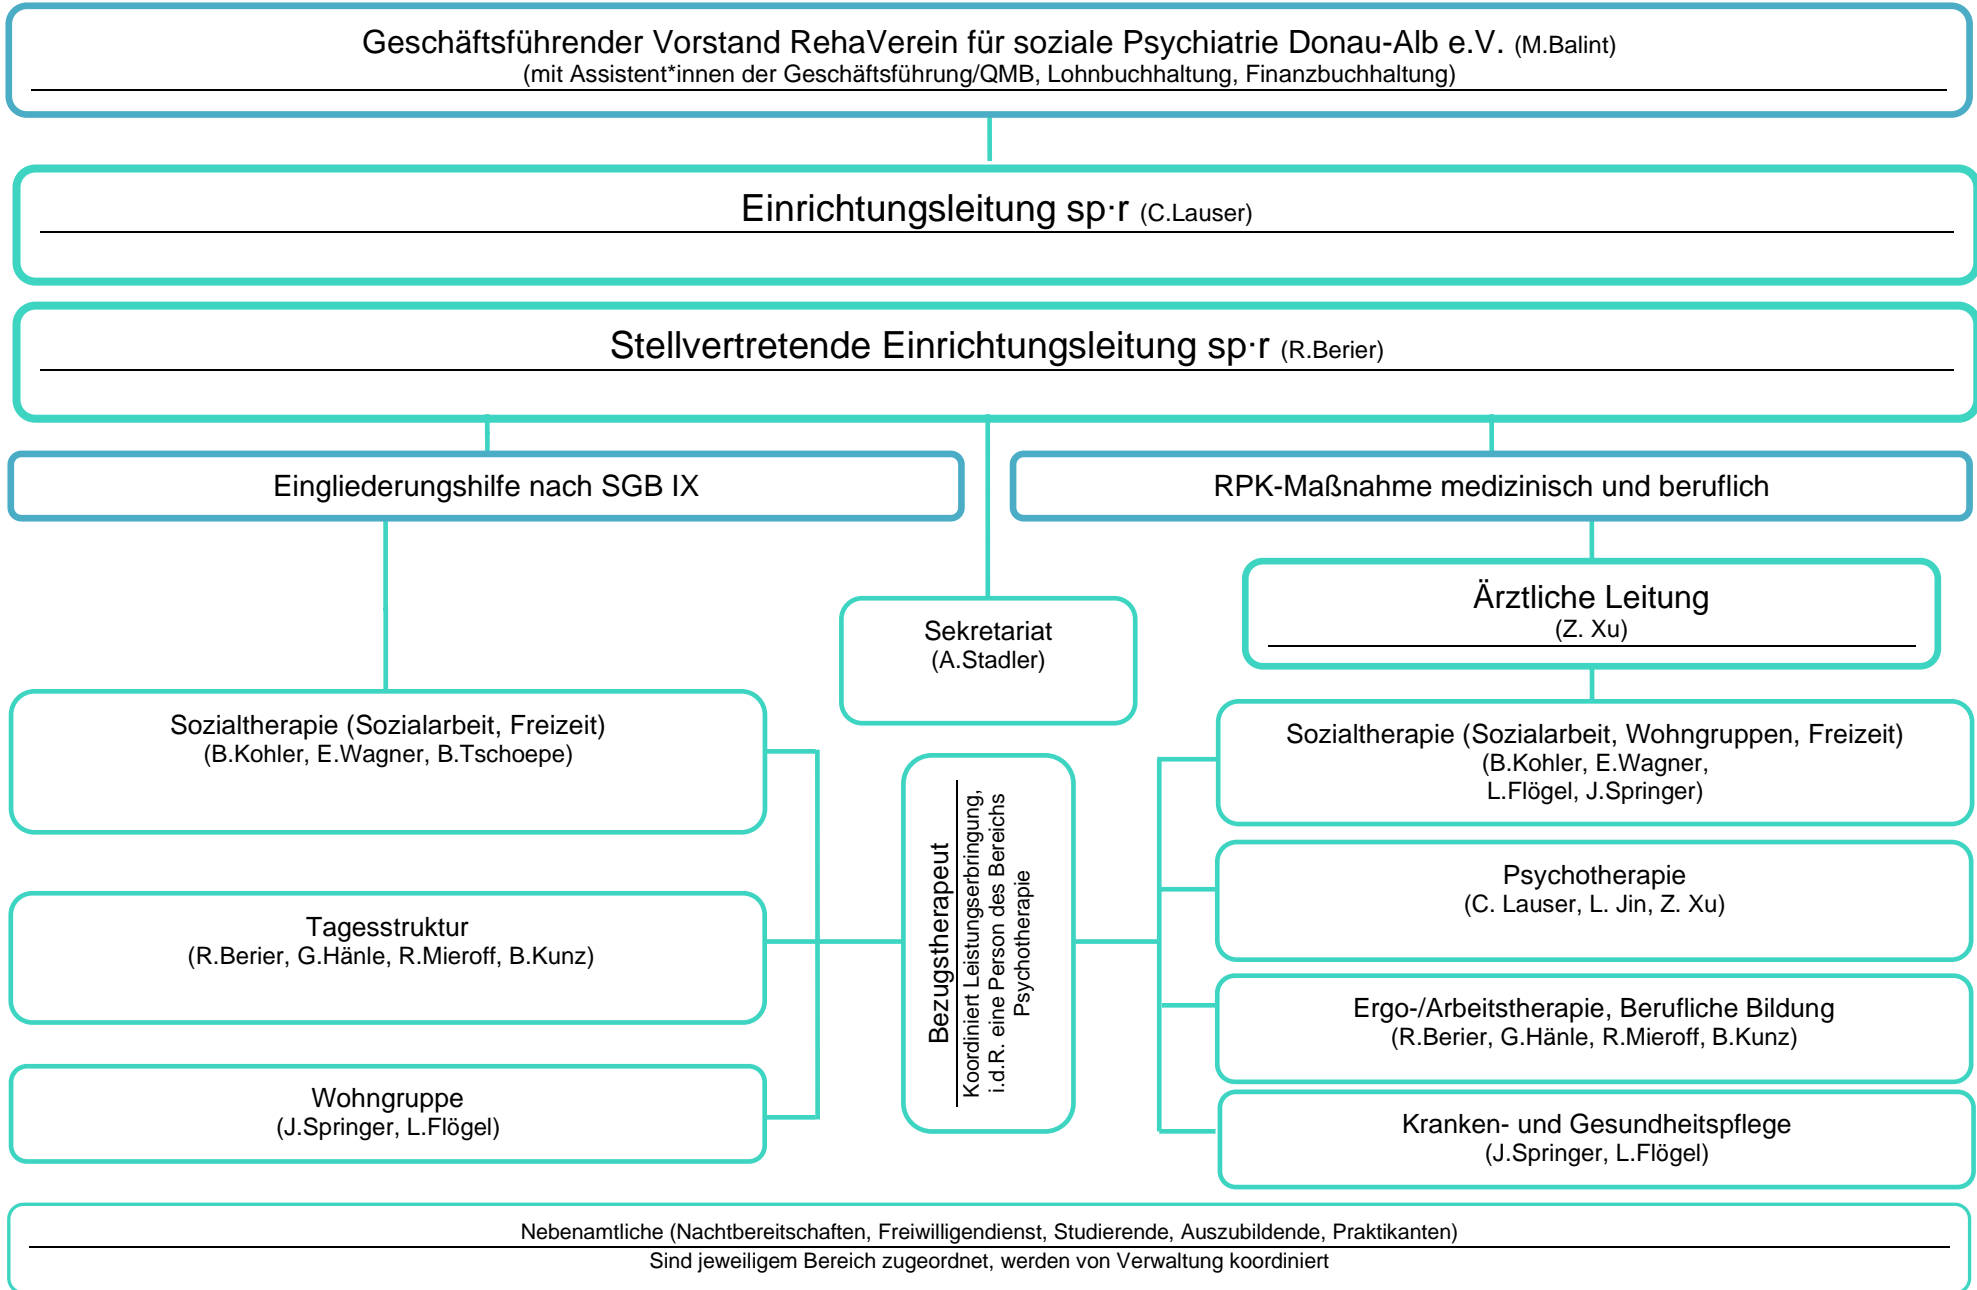 Geschäftsführender Vorstand RehaVerein für soziale Psychiatrie Donau-Alb e.V. (M.Balint)
(mit Assistent*innen der Geschäftsführung/QMB, Lohnbuchhaltung, Finanzbuchhaltung)
Einrichtungsleitung sp·r (C.Lauser)
Stellvertretende Einrichtungsleitung sp·r (R.Berier)
Eingliederungshilfe nach SGB IX
RPK-Maßnahme medizinisch und beruflich
Ärztliche Leitung
(Z. Xu)
Sekretariat
(A.Stadler)
Sozialtherapie (Sozialarbeit, Freizeit)
(B.Kohler, E.Wagner, B.Tschoepe)
Tagesstruktur
(R.Berier, G.Hänle, R.Mieroff, B.Kunz)
Wohngruppe
(J.Springer, L.Flögel)
Bezugstherapeut
Koordiniert Leistungserbringung,
i.d.R. eine Person des Bereichs
Psychotherapie
Sozialtherapie (Sozialarbeit, Wohngruppen, Freizeit)
(B.Kohler, E.Wagner,
L.Flögel, J.Springer)
Psychotherapie
(C. Lauser, L. Jin, Z. Xu)
Ergo-/Arbeitstherapie, Berufliche Bildung
(R.Berier, G.Hänle, R.Mieroff, B.Kunz)
Kranken- und Gesundheitspflege
(J.Springer, L.Flögel)
Nebenamtliche (Nachtbereitschaften, Freiwilligendienst, Studierende, Auszubildende, Praktikanten)
Sind jeweiligem Bereich zugeordnet, werden von Verwaltung koordiniert